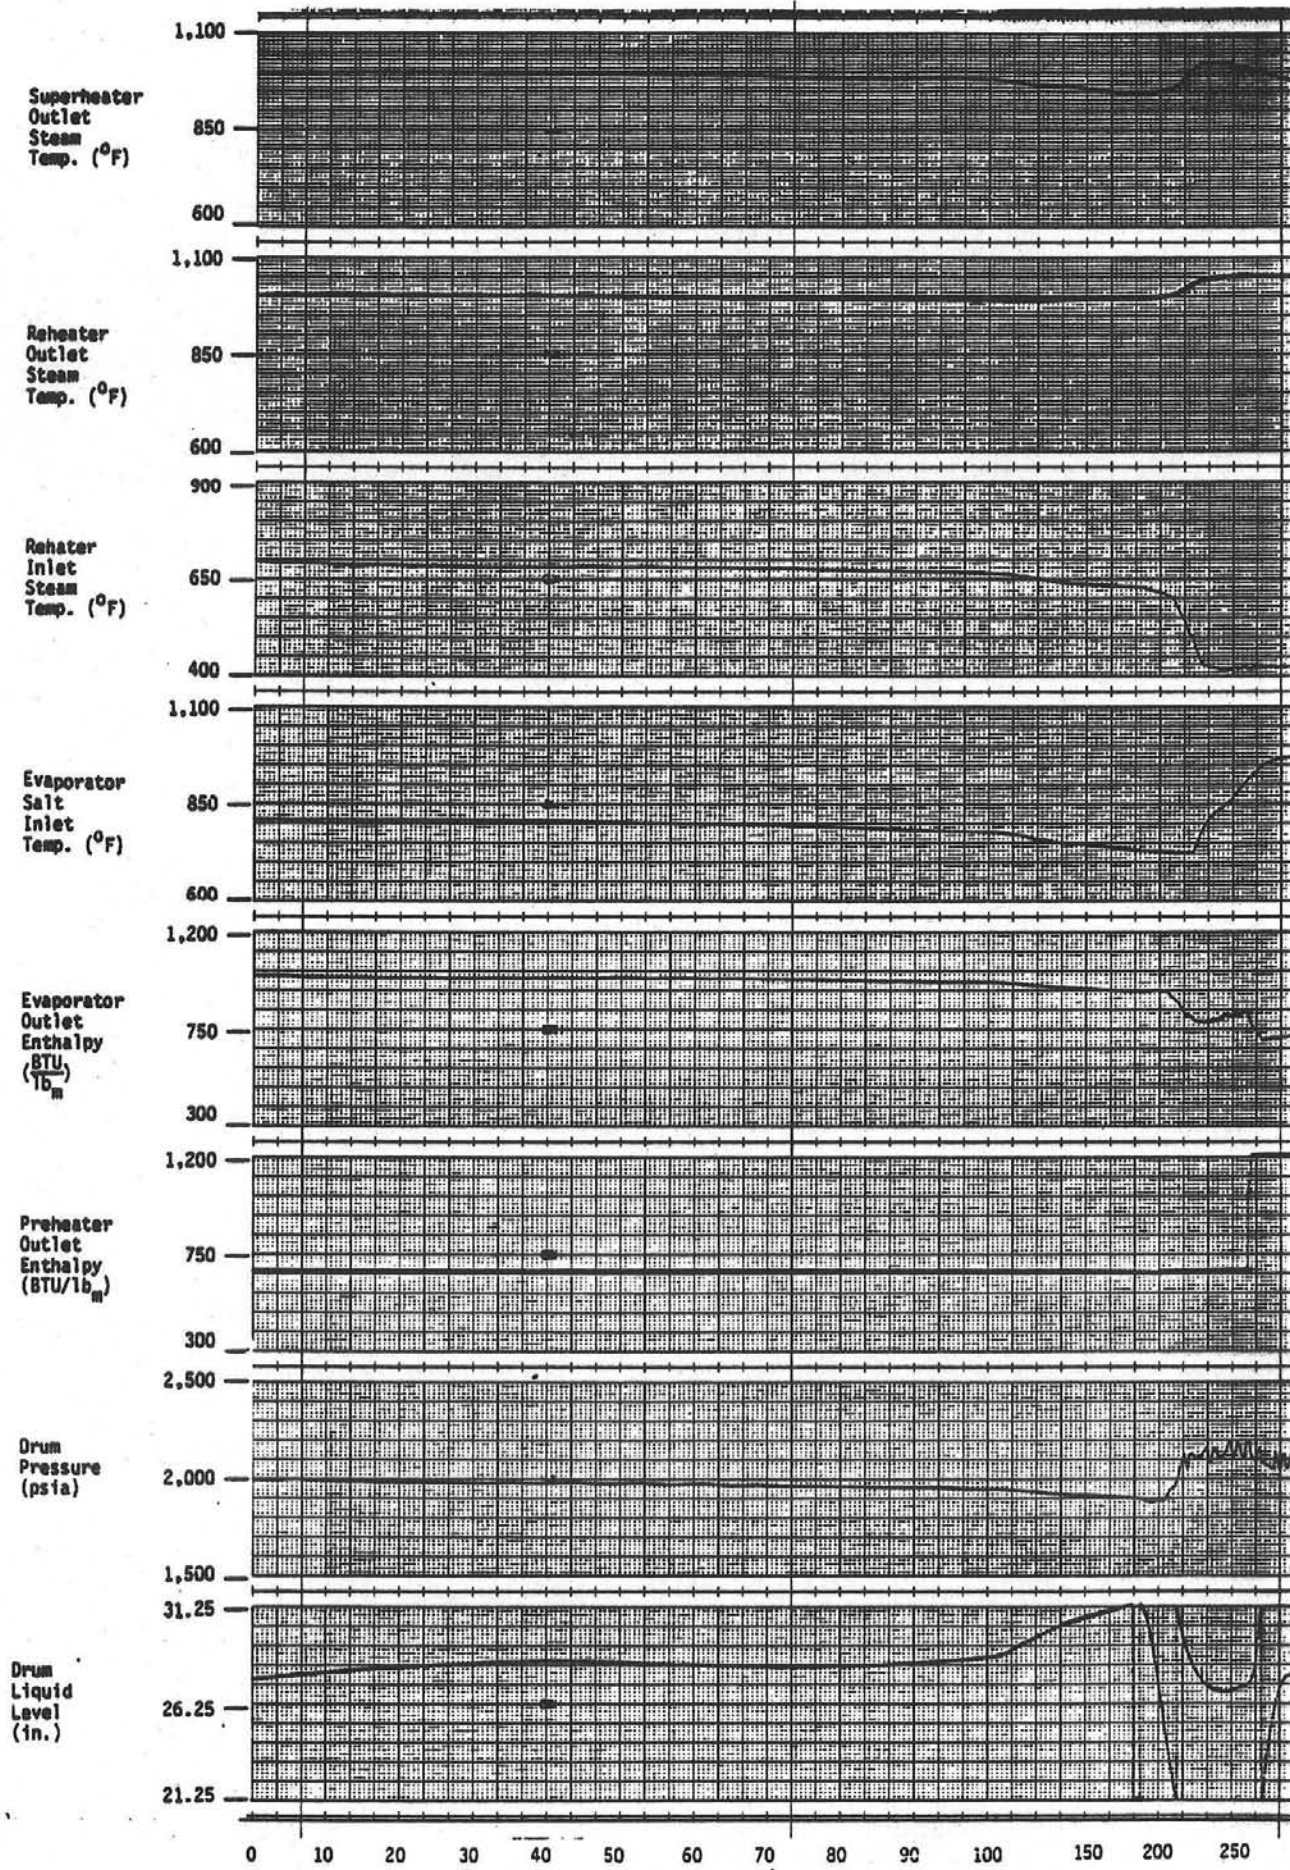 1,100
Superheater
Outlet
Steam
Temp. (°F)
850
600
1,100
Reheater
Outlet
Steam
Temp. (°F)
850
600
900
Rehater
Inlet
Steam
Temp. (°F)
650
400
1,100
Evaporator
Salt
Inlet
Temp. (°F)
850
600
1,200
Evaporator
Outlet
Enthalpy
(BTU/lbm)
750
300
1,200
Preheater
Outlet
Enthalpy
(BTU/lbm)
750
300
2,500
Drum
Pressure
(psia)
2,000
1,500
31.25
Drum
Liquid
Level
(in.)
26.25
21.25
0 10 20 30 40 50 60 70 80 90 100 150 200 250